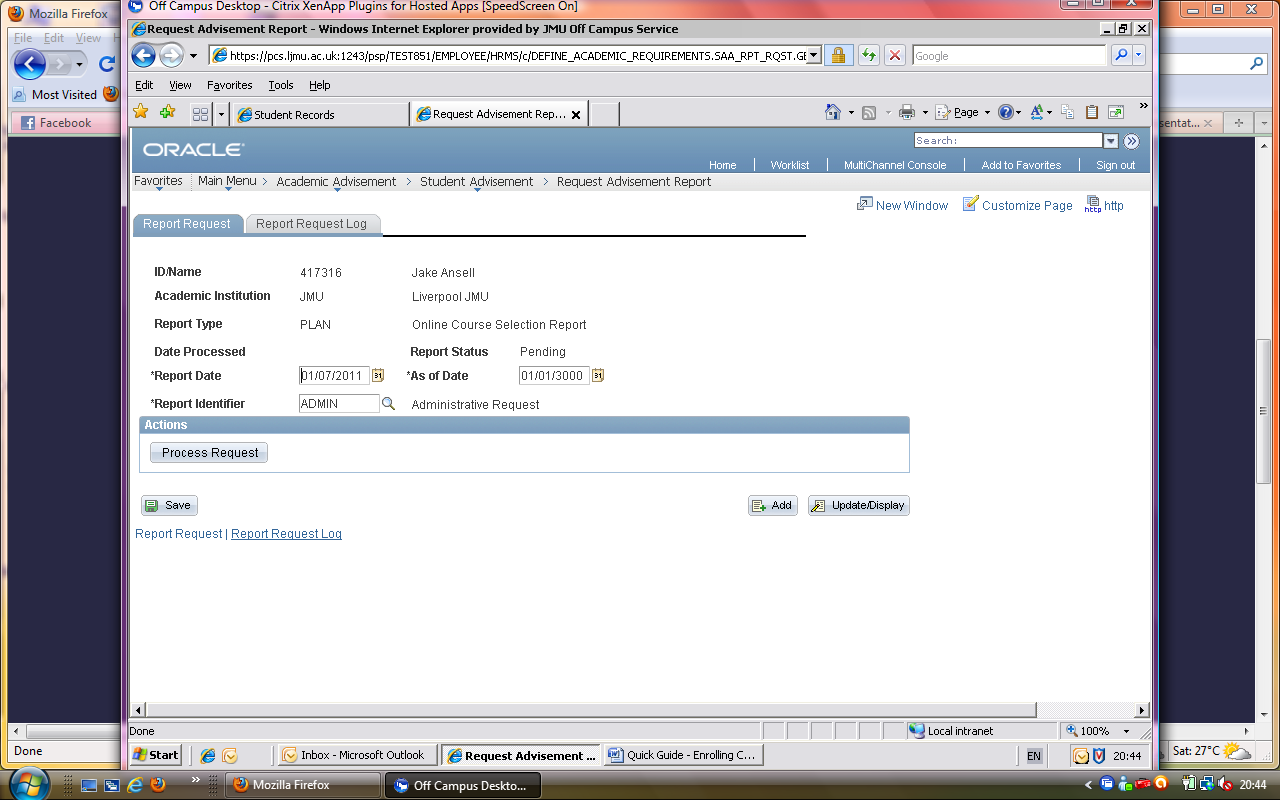 Mozilla Firefox
Off Campus Desktop - Citrix XenApp Plugins for Hosted Apps [SpeedScreen On]
Request Advisement Report - Windows Internet Explorer provided by JMU Off Campus Service
File Edit View
https://pcs.ljmu.ac.uk:1243/psp/TEST851/EMPLOYEE/HRMS/c/DEFINE_ACADEMIC_REQUIREMENTS.SAA_RPT_RQST.GE
Google
Most Visited
Edit View Favorites Tools Help
Facebook
Student Records
Request Advisement Rep...
Page
sentat...
ORACLE
Search:
Home Worklist MultiChannel Console Add to Favorites Sign out
Favorites Main Menu > Academic Advisement > Student Advisement > Request Advisement Report
New Window Customize Page http
Report Request Report Request Log
ID/Name 417316 Jake Ansell
Academic Institution JMU Liverpool JMU
Report Type PLAN Online Course Selection Report
Date Processed Report Status Pending
*Report Date 01/07/2011 31 *As of Date 01/01/3000 31
*Report Identifier ADMIN Administrative Request
Actions
Process Request
Save Add Update/Display
Report Request | Report Request Log
Done Local intranet 100%
Done
Start Inbox - Microsoft Outlook Request Advisement ... Quick Guide - Enrolling C... EN 20:44
Sat: 27°C
Mozilla Firefox Off Campus Deskto... 20:44